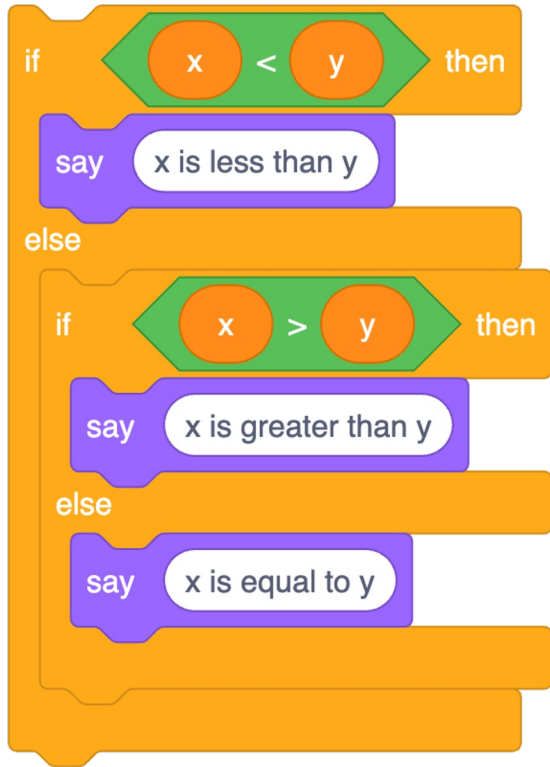 if x < y then
say x is less than y
else
if x > y then
say x is greater than y
else
say x is equal to y